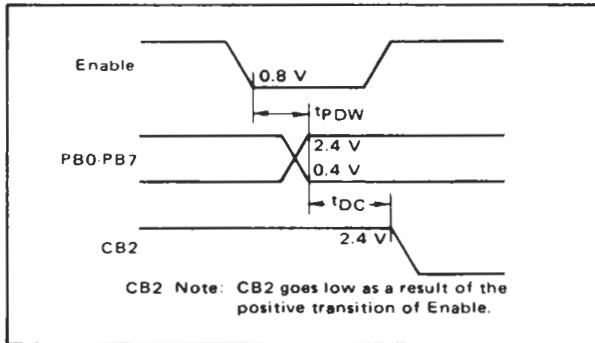 Enable
0.8 V
tPDW
PB0-PB7
2.4 V
0.4 V
tDC
2.4 V
CB2
CB2 Note: CB2 goes low as a result of the
positive transition of Enable.